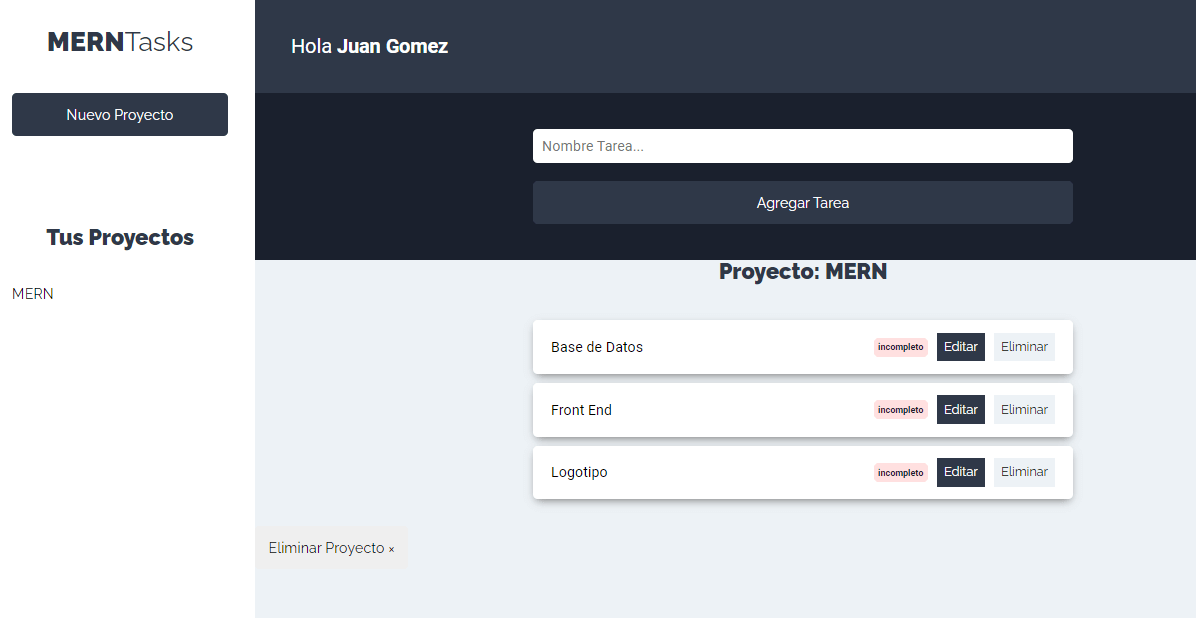 MERNTasks
Nuevo Proyecto
Tus Proyectos
MERN
Hola Juan Gomez
Nombre Tarea...
Agregar Tarea
Proyecto: MERN
Base de Datos incompleto Editar Eliminar
Front End incompleto Editar Eliminar
Logotipo incompleto Editar Eliminar
Eliminar Proyecto ×